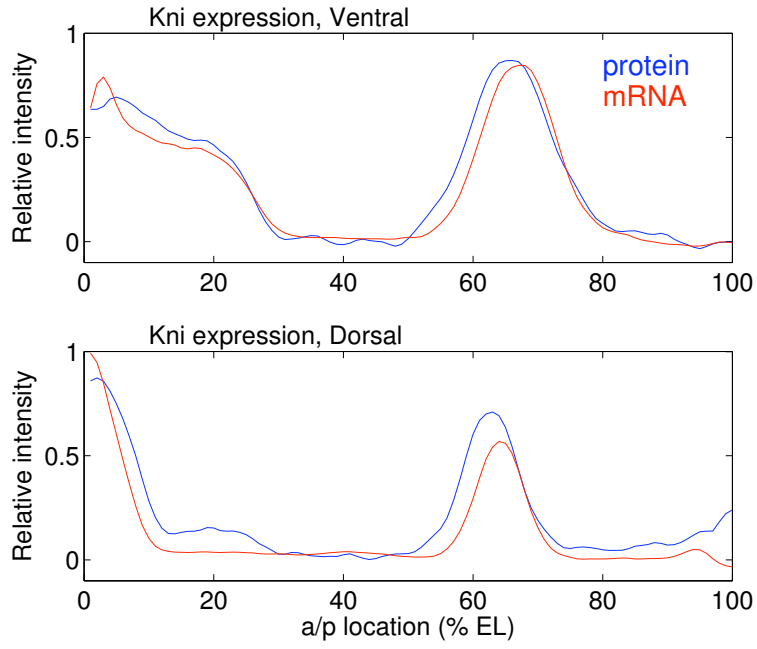 Kni expression, Ventral
1
0.5
0
Relative intensity
protein
mRNA
0 20 40 60 80 100
Kni expression, Dorsal
1
0.5
0
Relative intensity
0 20 40 60 80 100
a/p location (% EL)